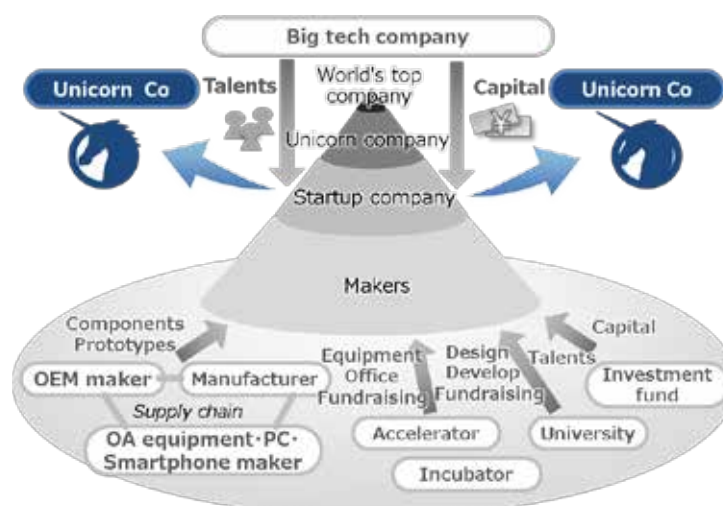 Big tech company
Unicorn Co
Talents
World's top
company
Capital
Unicorn Co
¥
Unicorn company
Startup company
Makers
Components
Prototypes
Capital
Equipment
Office
Fundraising
Design
Develop
Fundraising
Talents
OEM maker
Manufacturer
Investment
fund
Supply chain
OA equipment・PC・
Smartphone maker
Accelerator
University
Incubator